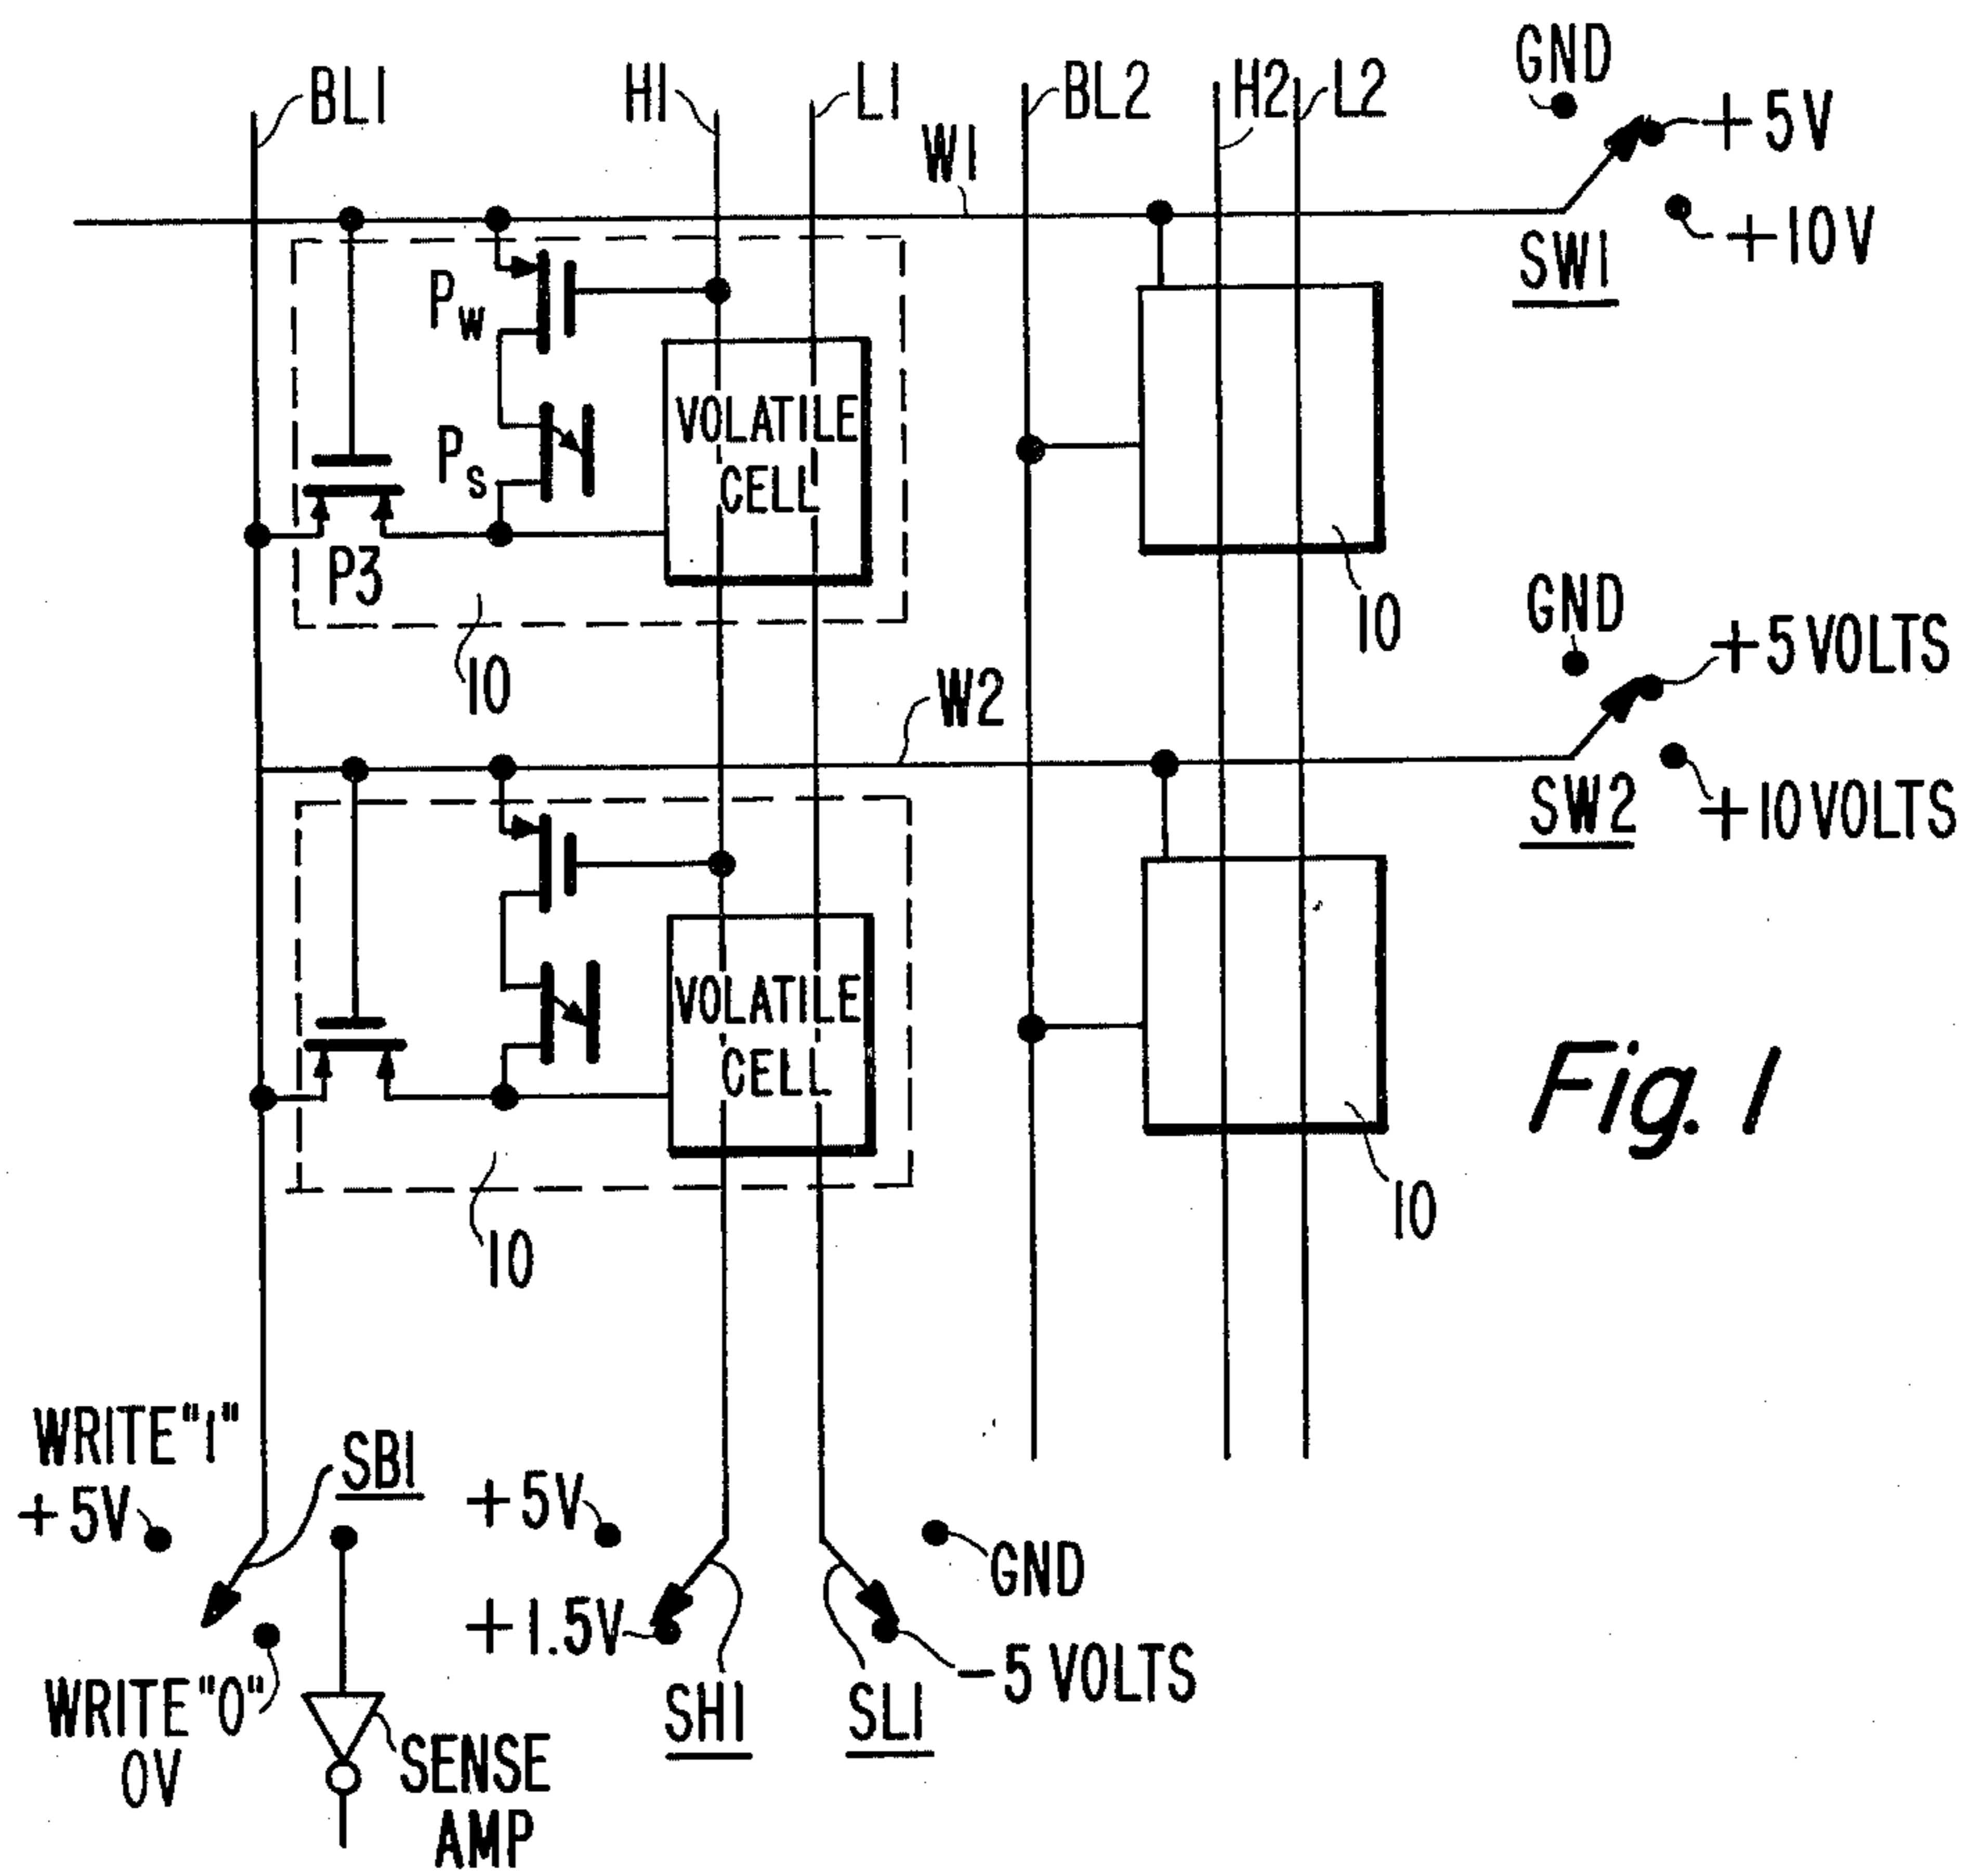 GND
BL1
H1
L1
BL2
H2
L2
+5V
W1
+10V
SW1
PW
VOLATILE
CELL
PS
P3
10
10
GND
+5 VOLTS
W2
SW2
+10 VOLTS
VOLATILE
CELL
Fig. 1
10
10
WRITE "1"
+5V
SB1
+5V
GND
+1.5V
-5 VOLTS
WRITE "0"
0V
SH1
SL1
SENSE
AMP